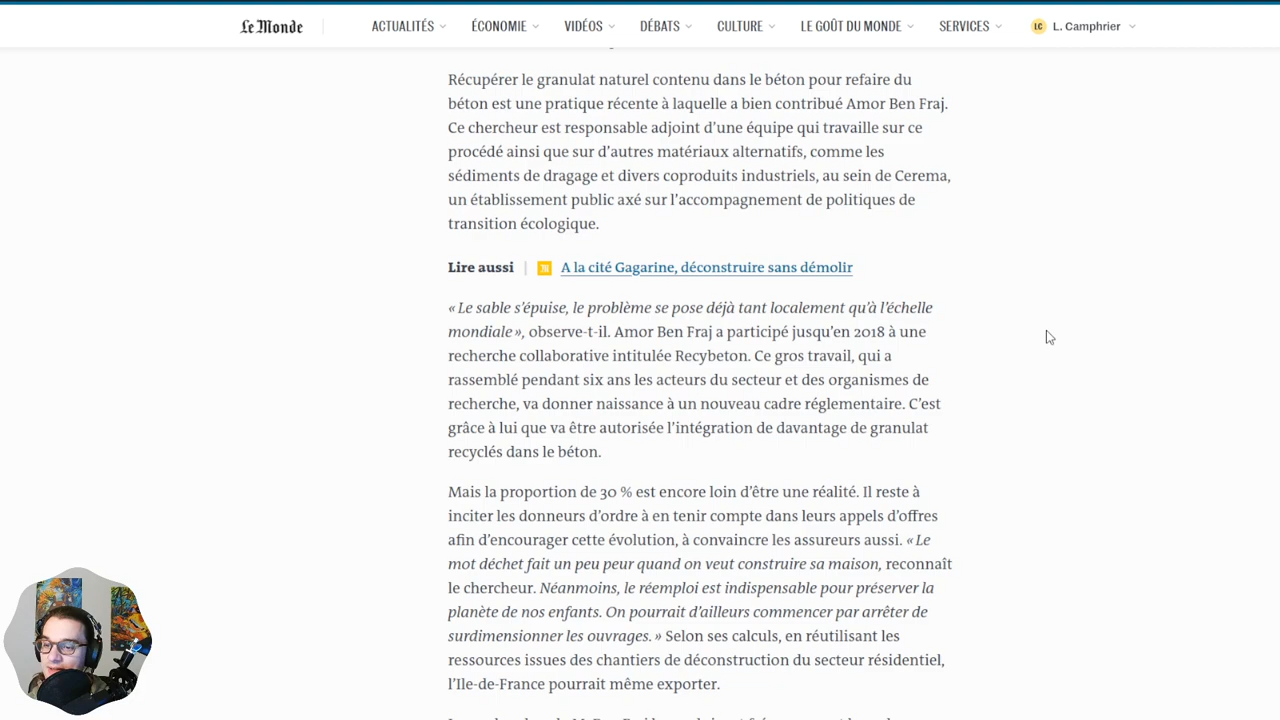 Le Monde
ACTUALITÉS
ÉCONOMIE
VIDÉOS
DÉBATS
CULTURE
LE GOÛT DU MONDE
SERVICES
LC
L. Camphrier
Récupérer le granulat naturel contenu dans le béton pour refaire du
béton est une pratique récente à laquelle a bien contribué Amor Ben Fraj.
Ce chercheur est responsable adjoint d’une équipe qui travaille sur ce
procédé ainsi que sur d’autres matériaux alternatifs, comme les
sédiments de dragage et divers coproduits industriels, au sein de Cerema,
un établissement public axé sur l’accompagnement de politiques de
transition écologique.
Lire aussi | A la cité Gagarine, déconstruire sans démolir
« Le sable s’épuise, le problème se pose déjà tant localement qu’à l’échelle
mondiale », observe-t-il. Amor Ben Fraj a participé jusqu’en 2018 à une
recherche collaborative intitulée Recybeton. Ce gros travail, qui a
rassemblé pendant six ans les acteurs du secteur et des organismes de
recherche, va donner naissance à un nouveau cadre réglementaire. C’est
grâce à lui que va être autorisée l’intégration de davantage de granulat
recyclés dans le béton.
Mais la proportion de 30 % est encore loin d’être une réalité. Il reste à
inciter les donneurs d’ordre à en tenir compte dans leurs appels d’offres
afin d’encourager cette évolution, à convaincre les assureurs aussi. « Le
mot déchet fait un peu peur quand on veut construire sa maison, reconnaît
le chercheur. Néanmoins, le réemploi est indispensable pour préserver la
planète de nos enfants. On pourrait d’ailleurs commencer par arrêter de
surdimensionner les ouvrages. » Selon ses calculs, en réutilisant les
ressources issues des chantiers de déconstruction du secteur résidentiel,
l’Ile-de-France pourrait même exporter.